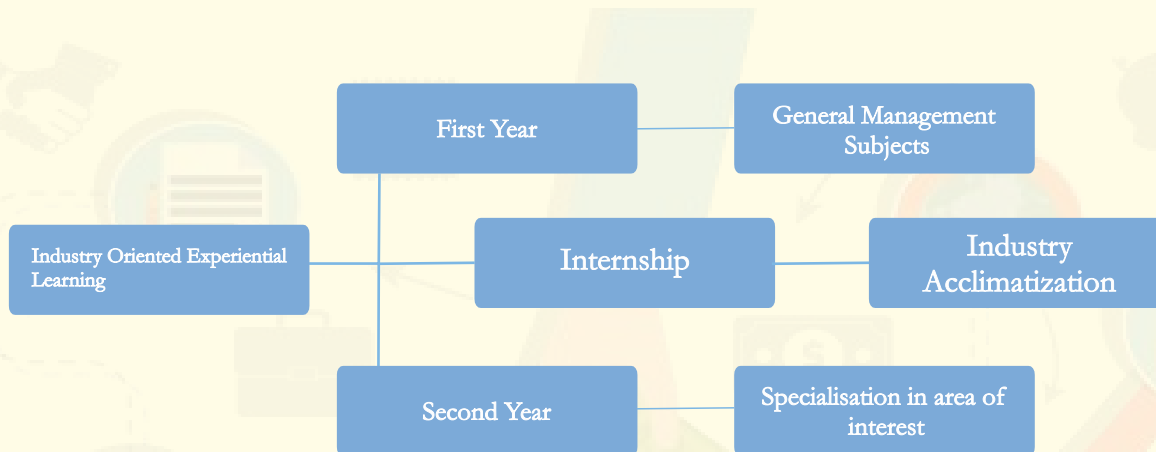 First Year
General Management
Subjects
Industry Oriented Experiential
Learning
Internship
Industry
Acclimatization
Second Year
Specialisation in area of
interest